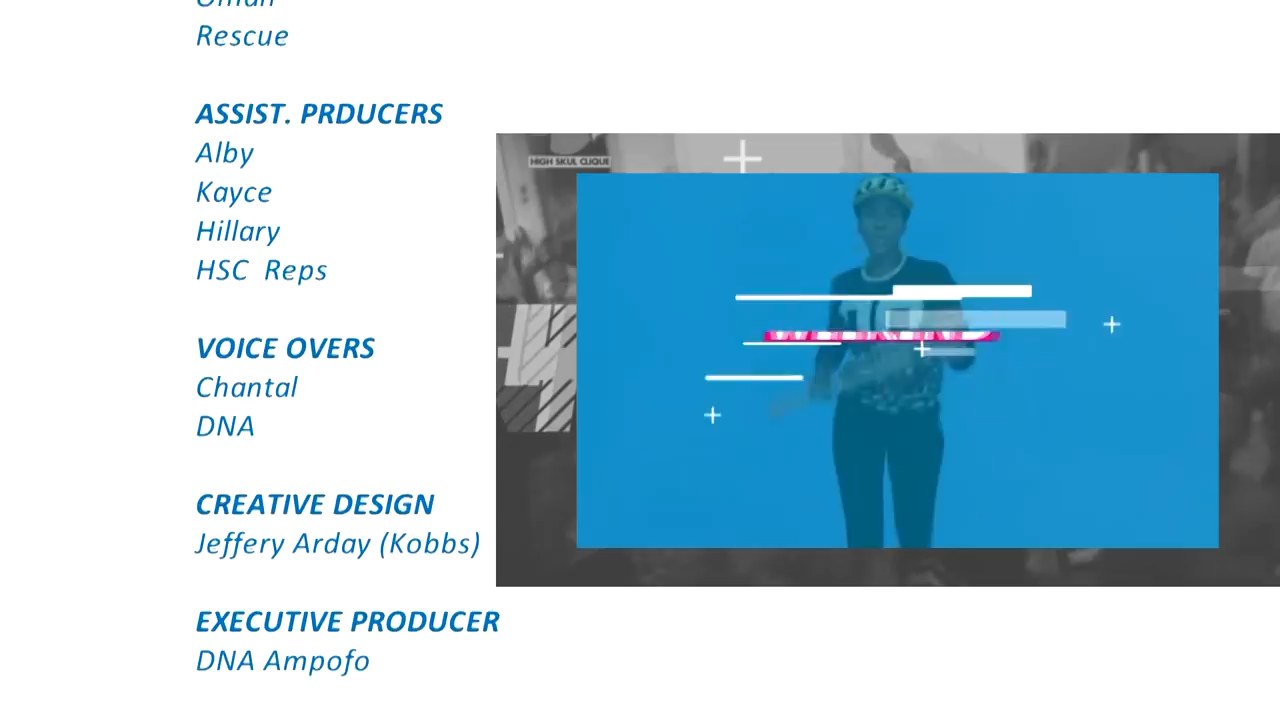 Rescue
ASSIST. PRDUCERS
Alby
Kayce
Hillary
HSC Reps
VOICE OVERS
Chantal
DNA
CREATIVE DESIGN
Jeffery Arday (Kobbs)
EXECUTIVE PRODUCER
DNA Ampofo
HIGH SKUL CLIQUE